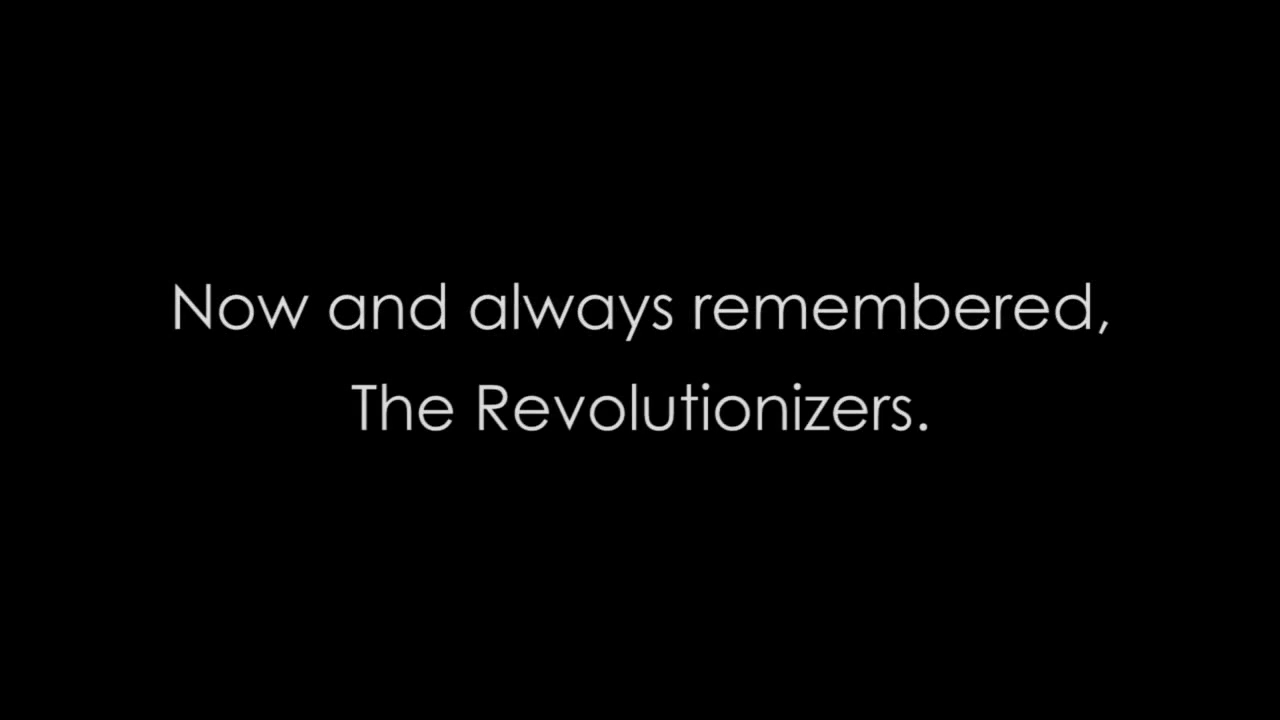 Now and always remembered,
The Revolutionizers.